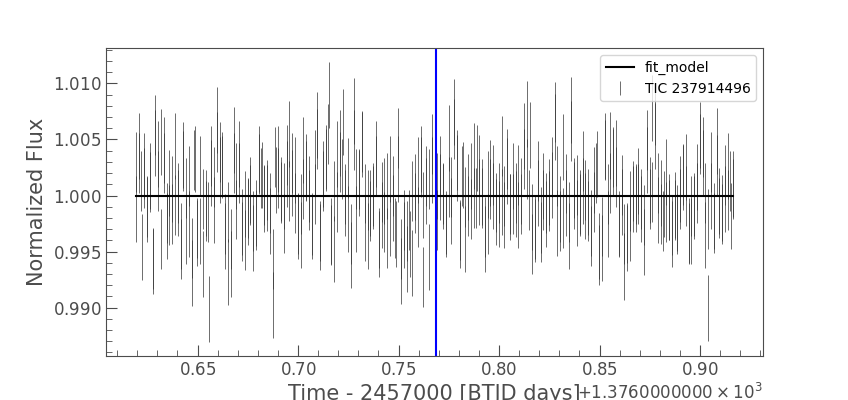 fit_model
TIC 237914496
1.010
1.005
1.000
0.995
0.990
Normalized Flux
0.65 0.70 0.75 0.80 0.85 0.90
Time - 2457000 [BTJD days]
+1.3760000000 × 10³